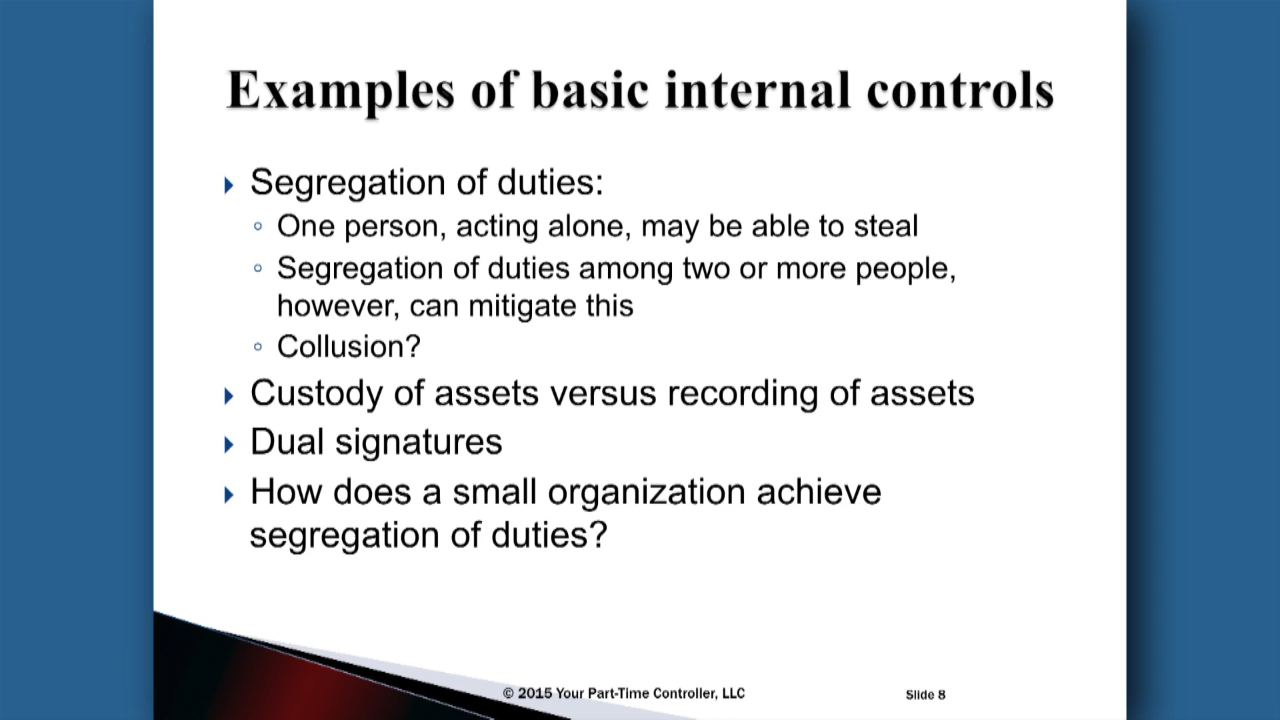 Examples of basic internal controls
Segregation of duties:
One person, acting alone, may be able to steal
Segregation of duties among two or more people,
however, can mitigate this
Collusion?
Custody of assets versus recording of assets
Dual signatures
How does a small organization achieve
segregation of duties?
© 2015 Your Part-Time Controller, LLC
Slide 8